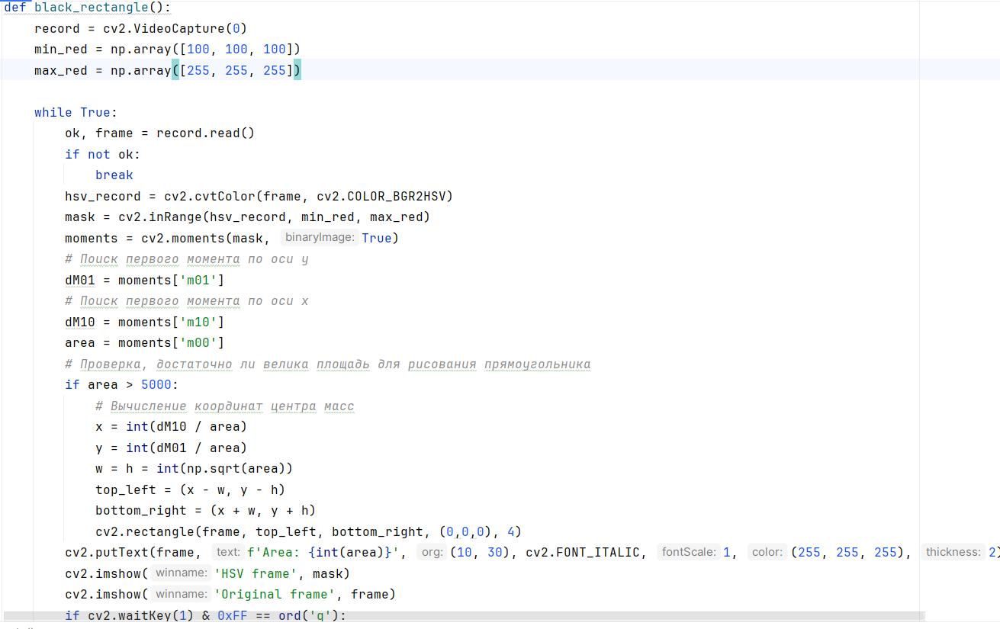 def black_rectangle():
    record = cv2.VideoCapture(0)
    min_red = np.array([100, 100, 100])
    max_red = np.array([255, 255, 255])

    while True:
        ok, frame = record.read()
        if not ok:
            break
        hsv_record = cv2.cvtColor(frame, cv2.COLOR_BGR2HSV)
        mask = cv2.inRange(hsv_record, min_red, max_red)
        moments = cv2.moments(mask, binaryImage: True)
        # Поиск первого момента по оси y
        dM01 = moments['m01']
        # Поиск первого момента по оси x
        dM10 = moments['m10']
        area = moments['m00']
        # Проверка, достаточно ли велика площадь для рисования прямоугольника
        if area > 5000:
            # Вычисление координат центра масс
            x = int(dM10 / area)
            y = int(dM01 / area)
            w = h = int(np.sqrt(area))
            top_left = (x - w, y - h)
            bottom_right = (x + w, y + h)
            cv2.rectangle(frame, top_left, bottom_right, (0,0,0), 4)
        cv2.putText(frame, text: f'Area: {int(area)}', org: (10, 30), cv2.FONT_ITALIC, fontScale: 1, color: (255, 255, 255), thickness: 2)
        cv2.imshow( winname: 'HSV frame', mask)
        cv2.imshow( winname: 'Original frame', frame)
        if cv2.waitKey(1) & 0xFF == ord('q'):